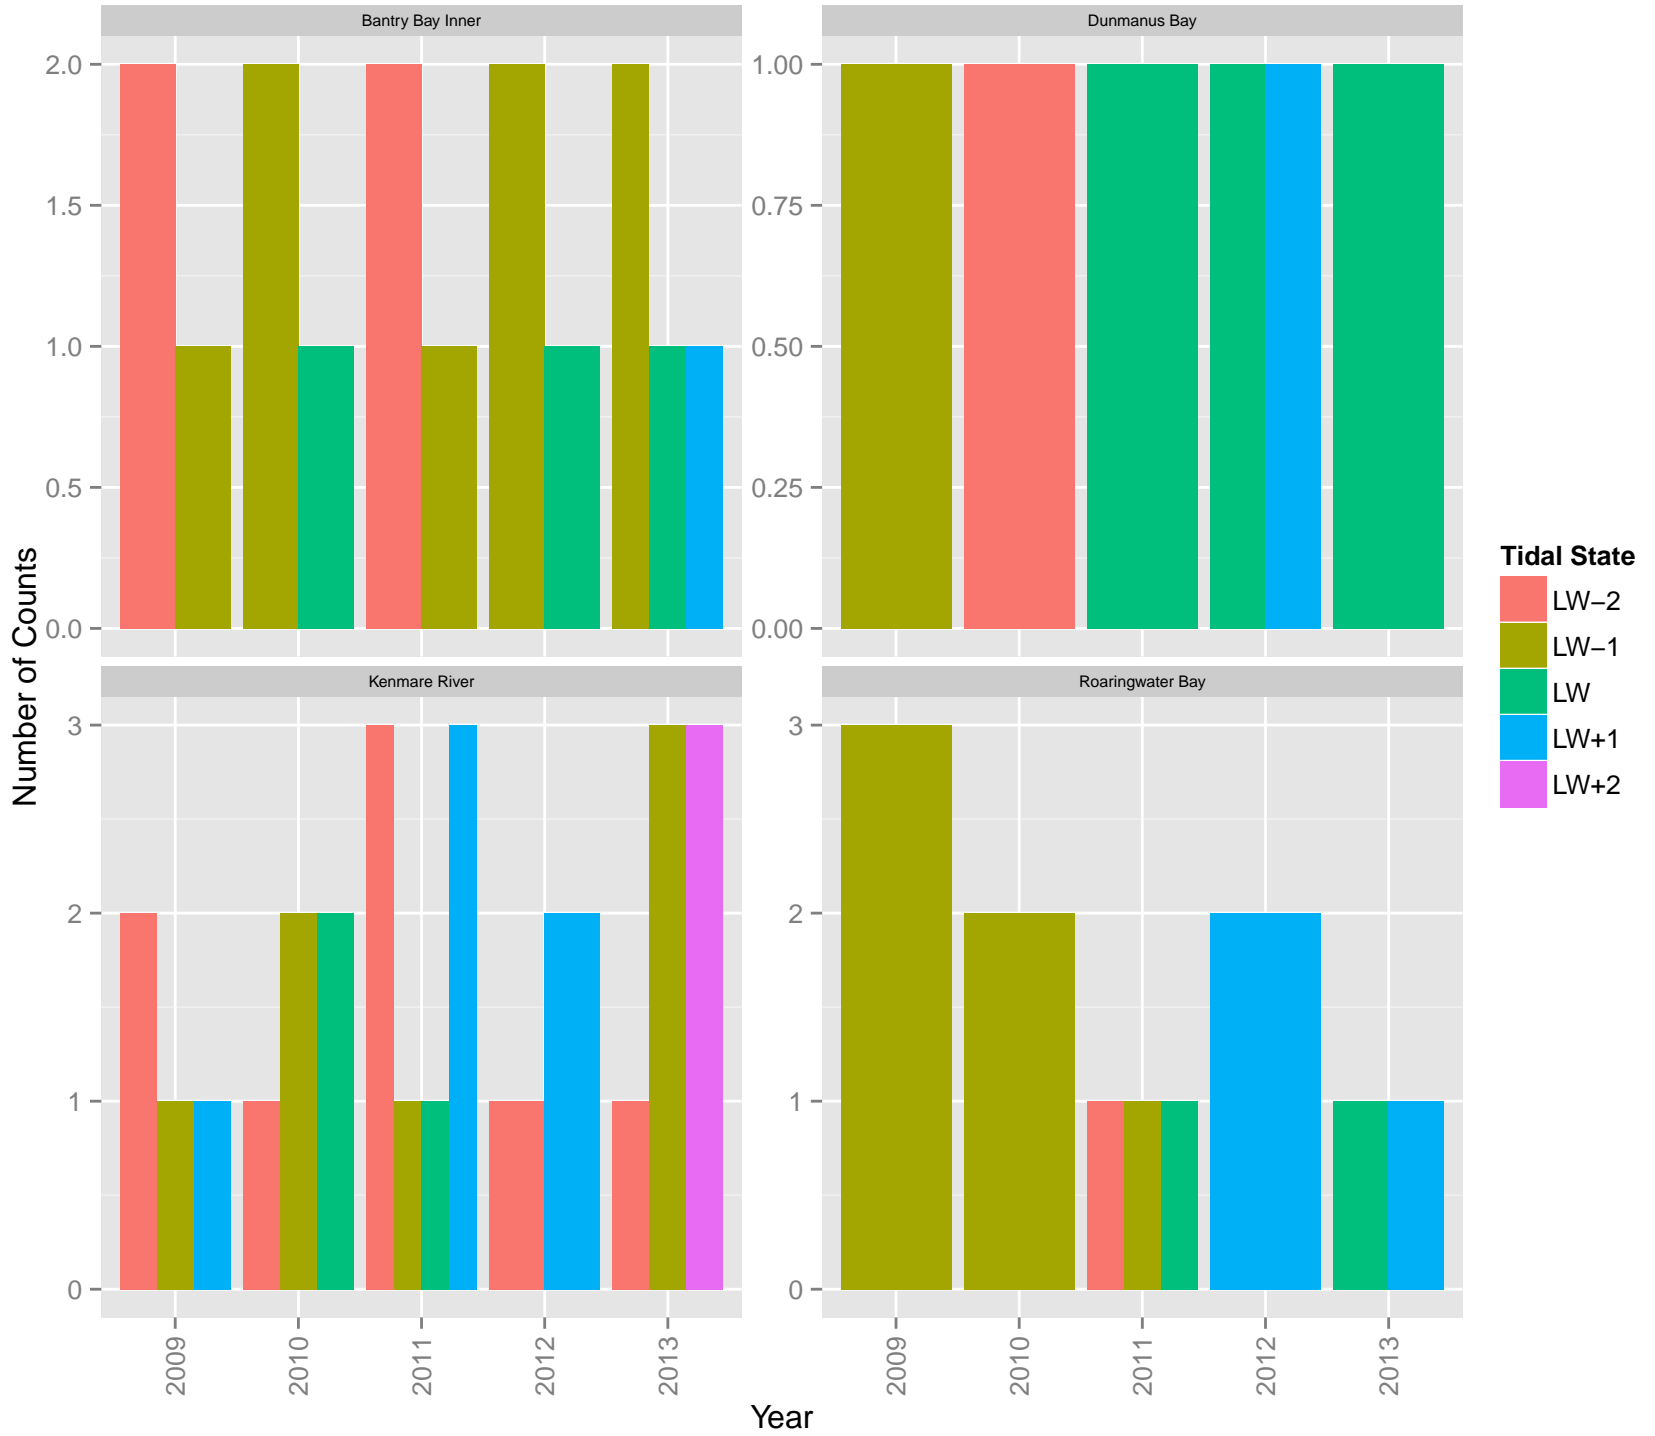 Bantry Bay Inner
Dunmanus Bay
2.0
1.5
1.0
0.5
0.0
1.00
0.75
0.50
0.25
0.00
Number of Counts
Kenmare River
Roaringwater Bay
3
2
1
0
3
2
1
0
2009
2010
2011
2012
2013
2009
2010
2011
2012
2013
Year
Tidal State
LW−2
LW−1
LW
LW+1
LW+2